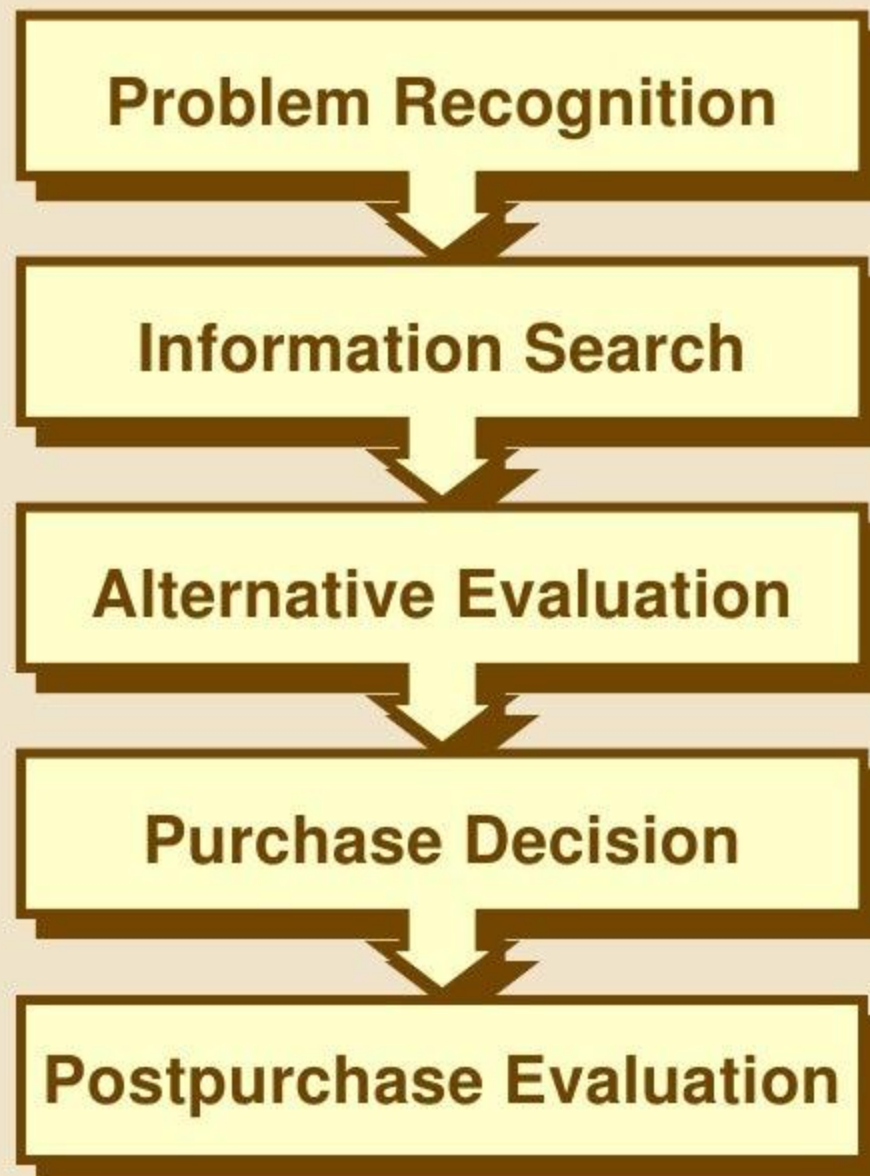 Problem Recognition
Information Search
Alternative Evaluation
Purchase Decision
Postpurchase Evaluation